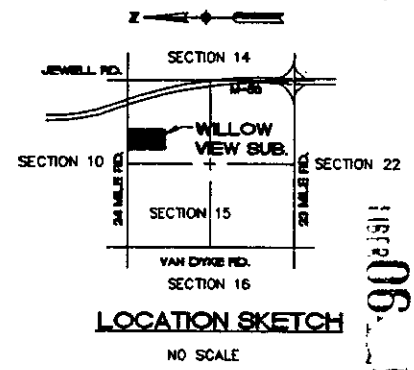 Z
SECTION 14
JEWELL RD.
WILLOW
VIEW SUB.
SECTION 10
24 MILE RD.
23 MILE RD.
SECTION 22
SECTION 15
VAN DYKE RD.
SECTION 16
LOCATION SKETCH
NO SCALE
LIBER